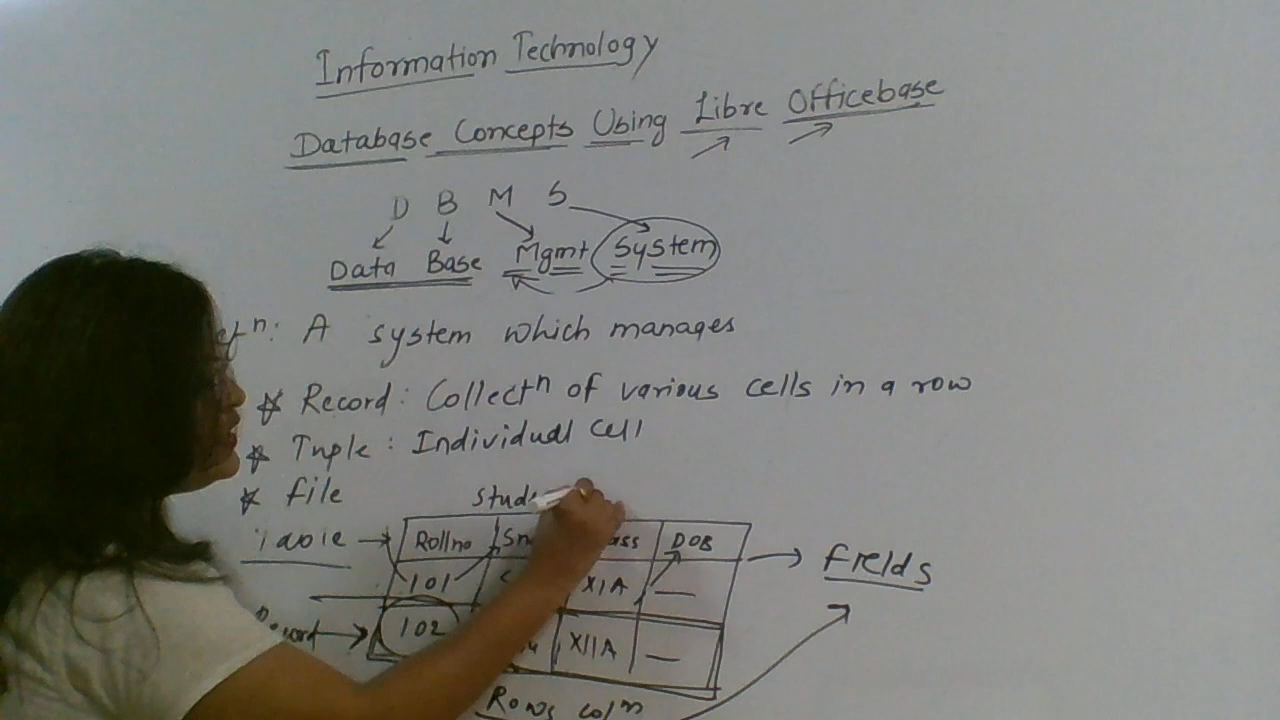 Information Technology
Database Concepts Using Libre Officebase
D B M S
Data Base Mgmt System
A system which manages
* Record: Collectⁿ of various cells in a row
* Tuple: Individual cell
* file
Rollno DOB
Fields
101 XIA —
102 XIIA —
Rows colⁿ